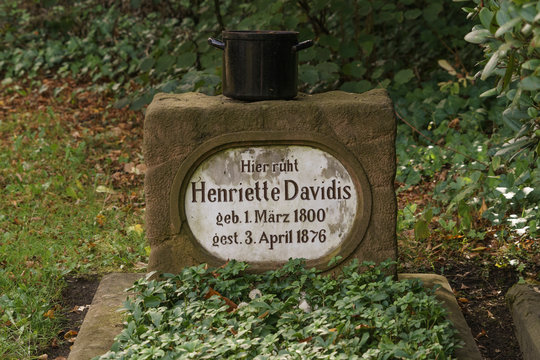 Hier ruht
Henriette Davidis
geb. 1. März 1800
gest. 3. April 1876